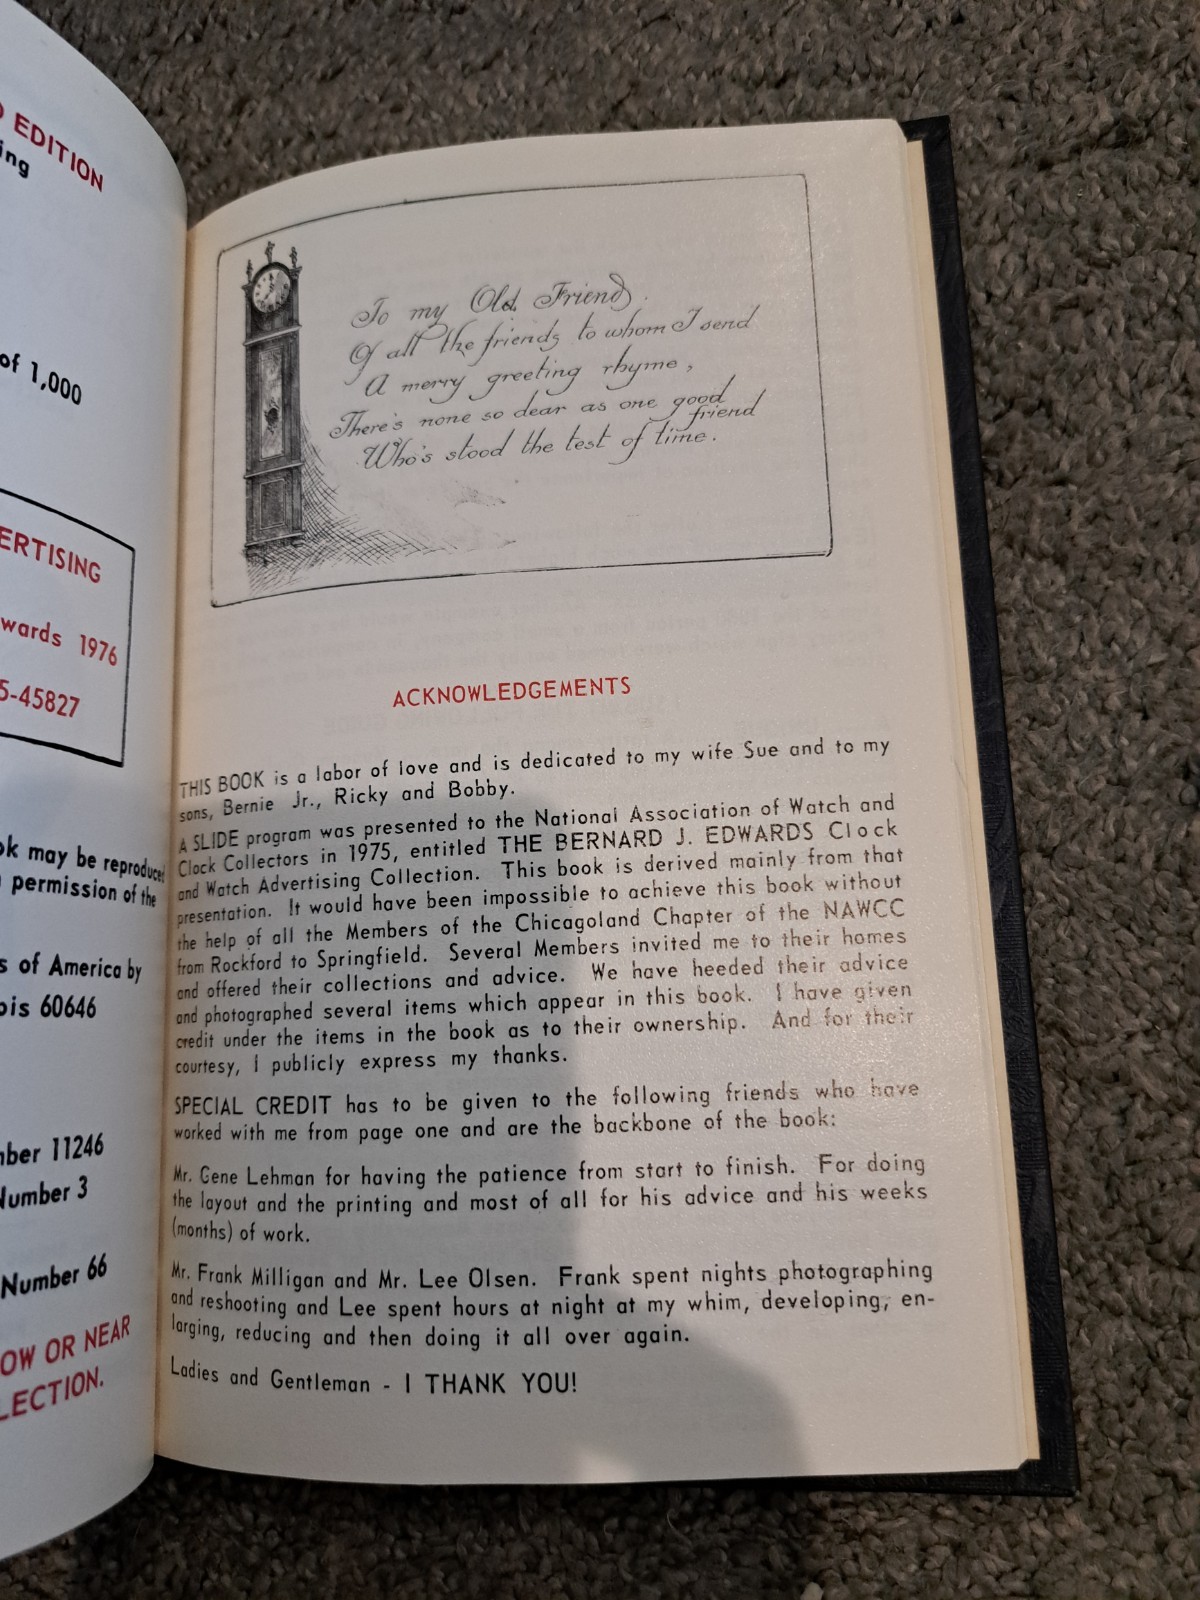 EDITION
of 1,000
1976
5-45827
may be reproduced
permission of the
of America by
60646
11246
Number 3
Number 66
OR NEAR
To my Old Friend.
Of all the friends to whom I send
A merry greeting rhyme,
There's none so dear as one good
friend
Who's stood the test of time.
ACKNOWLEDGEMENTS
THIS BOOK is a labor of love and is dedicated to my wife Sue and to my
sons, Bernie Jr., Ricky and Bobby.
A SLIDE program was presented to the National Association of Watch and
Clock Collectors in 1975, entitled THE BERNARD J. EDWARDS Clock
and Watch Advertising Collection. This book is derived mainly from that
presentation. It would have been impossible to achieve this book without
the help of all the Members of the Chicagoland Chapter of the NAWCC
from Rockford to Springfield. Several Members invited me to their homes
and offered their collections and advice. We have heeded their advice
and photographed several items which appear in this book. I have given
credit under the items in the book as to their ownership. And for their
courtesy, I publicly express my thanks.
SPECIAL CREDIT has to be given to the following friends who have
worked with me from page one and are the backbone of the book:
Mr. Gene Lehman for having the patience from start to finish. For doing
the layout and the printing and most of all for his advice and his weeks
(months) of work.
Mr. Frank Milligan and Mr. Lee Olsen. Frank spent nights photographing
and reshooting and Lee spent hours at night at my whim, developing, en-
larging, reducing and then doing it all over again.
Ladies and Gentleman - I THANK YOU!